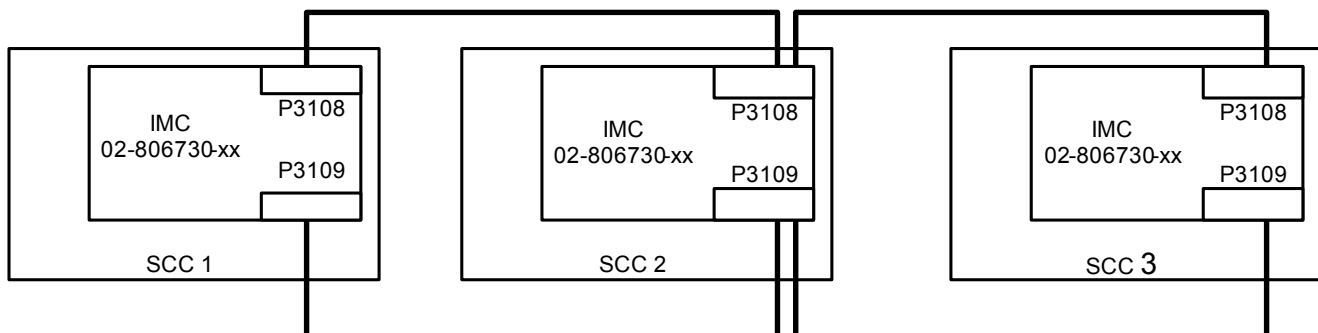 IMC
02-806730-xx
P3108
P3109
SCC 1
IMC
02-806730-xx
P3108
P3109
SCC 2
IMC
02-806730-xx
P3108
P3109
SCC 3